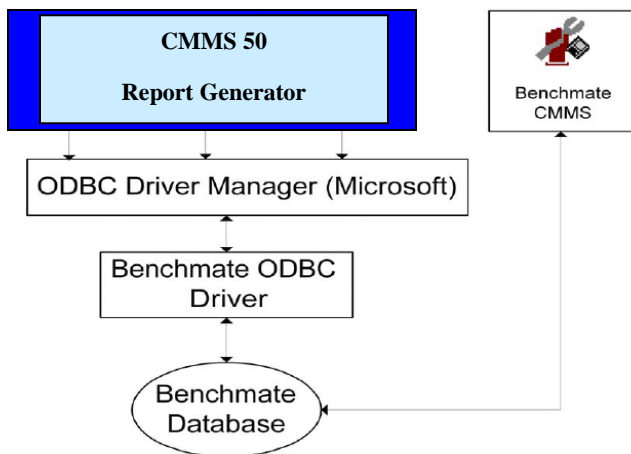 CMMS 50
Report Generator
Benchmate
CMMS
ODBC Driver Manager (Microsoft)
Benchmate ODBC
Driver
Benchmate
Database